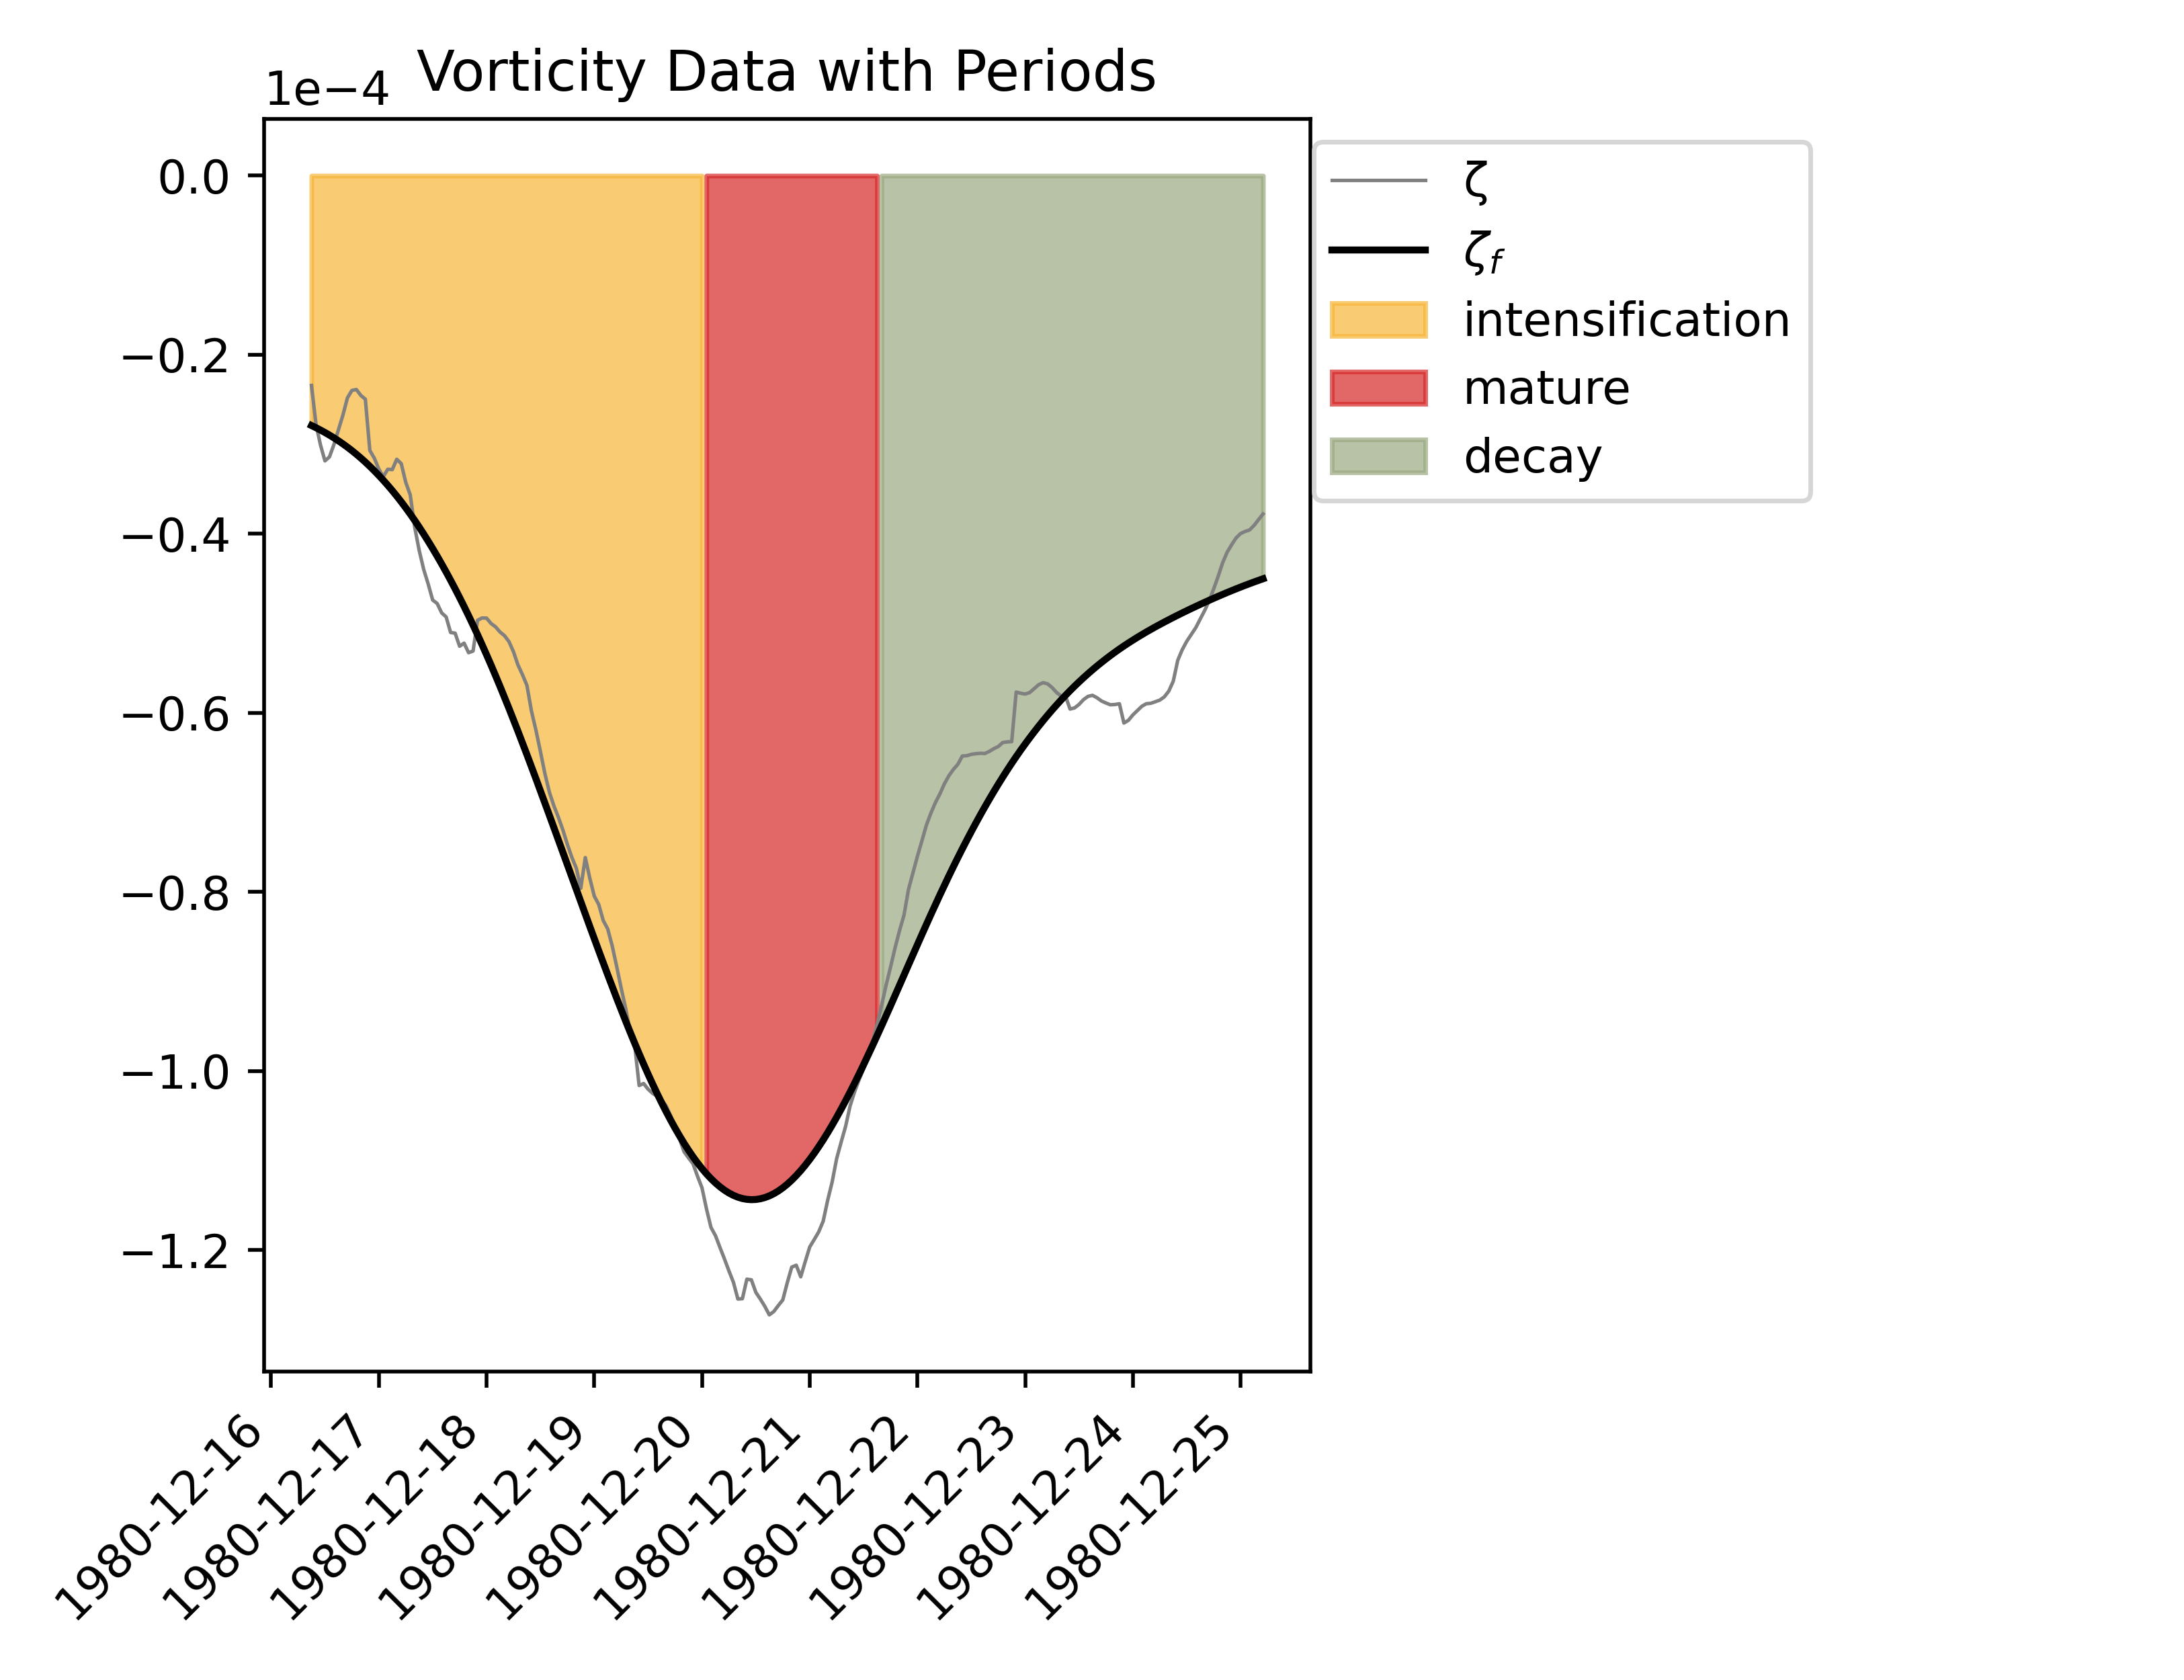 Vorticity Data with Periods
1e−4
0.0
−0.2
−0.4
−0.6
−0.8
−1.0
−1.2
1980-12-16
1980-12-17
1980-12-18
1980-12-19
1980-12-20
1980-12-21
1980-12-22
1980-12-23
1980-12-24
1980-12-25
ζ
ζf
intensification
mature
decay